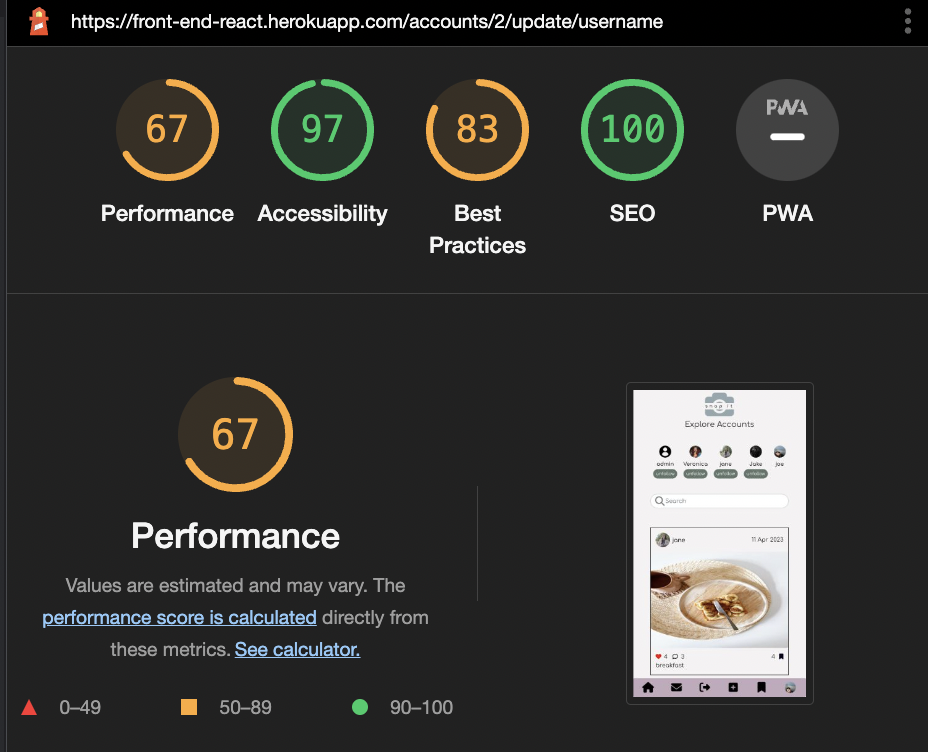 https://front-end-react.herokuapp.com/accounts/2/update/username
67 97 83 100 PWA
Performance Accessibility Best Practices SEO PWA
67
Performance
Values are estimated and may vary. The
performance score is calculated directly from
these metrics. See calculator.
0–49 50–89 90–100
snap it
Explore Accounts
admin Veronica jane Jake joe
unfollow unfollow unfollow unfollow
Search
jane 11 Apr 2023
4 3 4
breakfast